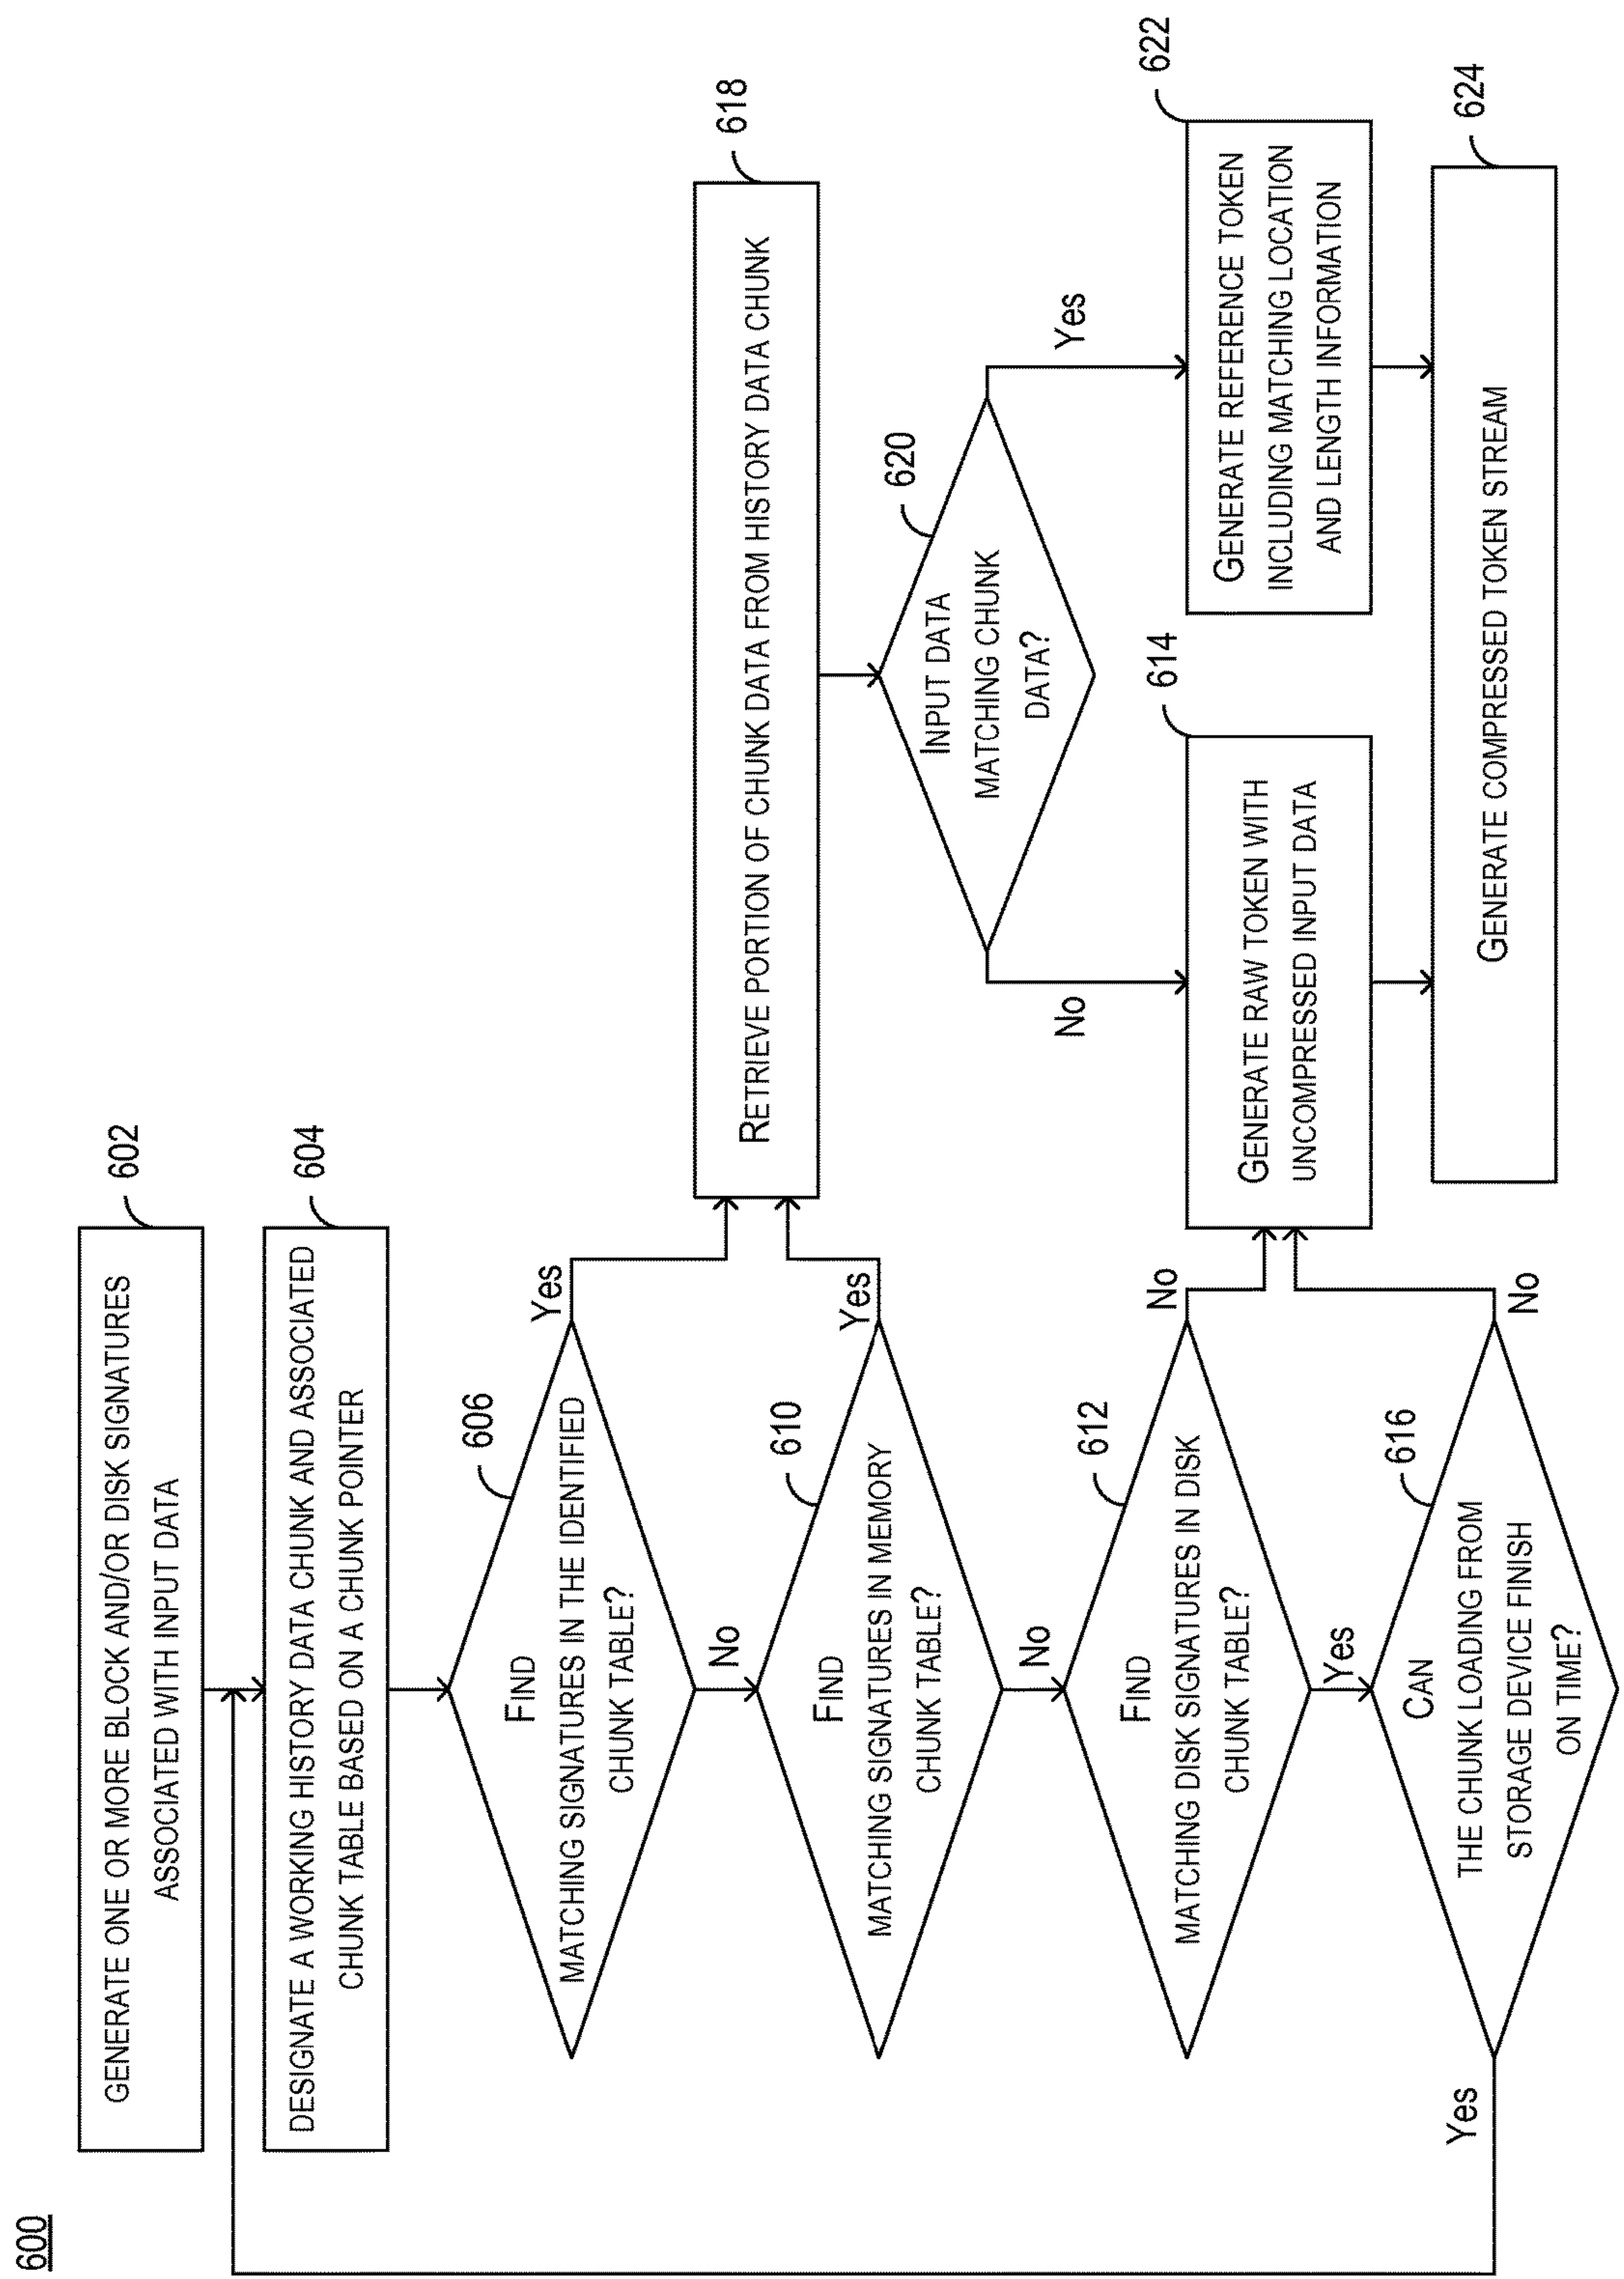 600
GENERATE ONE OR MORE BLOCK AND/OR DISK SIGNATURES
ASSOCIATED WITH INPUT DATA
602
DESIGNATE A WORKING HISTORY DATA CHUNK AND ASSOCIATED
CHUNK TABLE BASED ON A CHUNK POINTER
604
FIND
MATCHING SIGNATURES IN THE IDENTIFIED
CHUNK TABLE?
606
Yes
No
FIND
MATCHING SIGNATURES IN MEMORY
CHUNK TABLE?
610
Yes
No
FIND
MATCHING DISK SIGNATURES IN DISK
CHUNK TABLE?
612
No
Yes
CAN
THE CHUNK LOADING FROM
STORAGE DEVICE FINISH
ON TIME?
616
No
Yes
RETRIEVE PORTION OF CHUNK DATA FROM HISTORY DATA CHUNK
618
INPUT DATA
MATCHING CHUNK
DATA?
620
No
Yes
GENERATE RAW TOKEN WITH
UNCOMPRESSED INPUT DATA
614
GENERATE REFERENCE TOKEN
INCLUDING MATCHING LOCATION
AND LENGTH INFORMATION
622
GENERATE COMPRESSED TOKEN STREAM
624